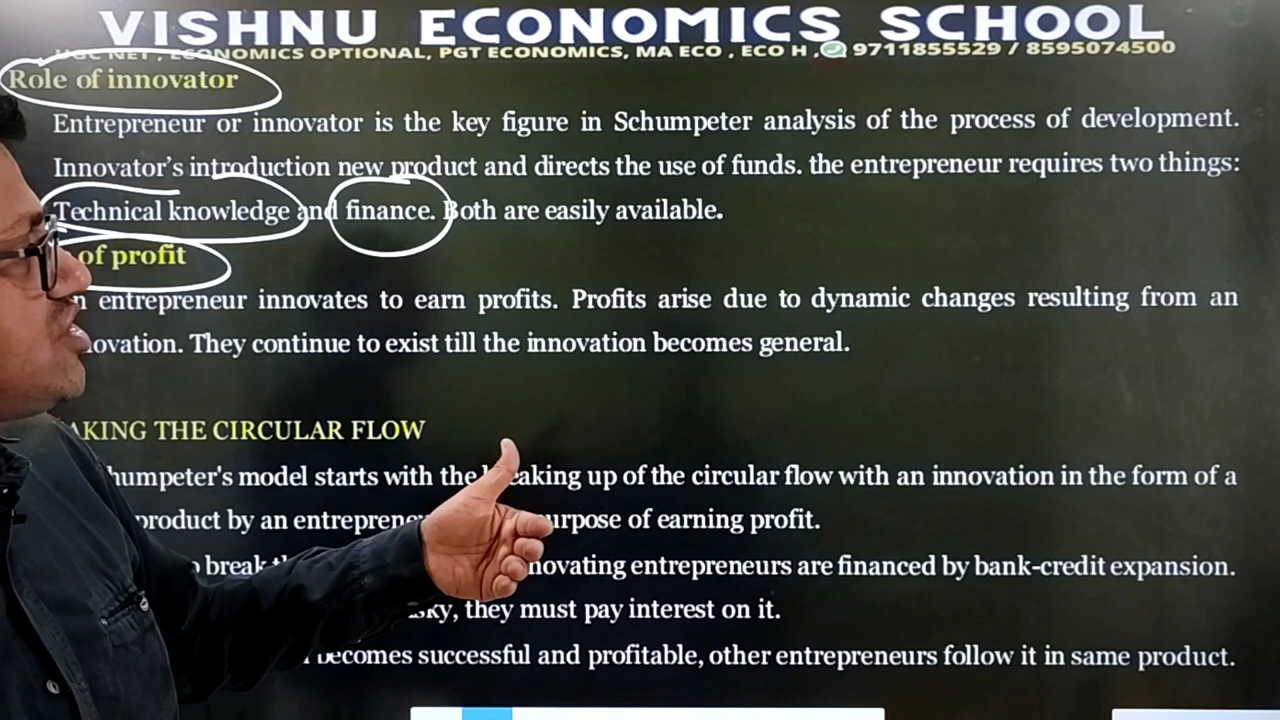 VISHNU ECONOMICS SCHOOL
UGC NET , ECONOMICS OPTIONAL, PGT ECONOMICS, MA ECO , ECO H , 9711855529 / 8595074500
Role of innovator
Entrepreneur or innovator is the key figure in Schumpeter analysis of the process of development.
Innovator's introduction new product and directs the use of funds. the entrepreneur requires two things:
Technical knowledge and finance. Both are easily available.
of profit
entrepreneur innovates to earn profits. Profits arise due to dynamic changes resulting from an
They continue to exist till the innovation becomes general.
THE CIRCULAR FLOW
model starts with the up of the circular flow with an innovation in the form of a
product by an of earning profit.
break entrepreneurs are financed by bank-credit expansion.
they must pay interest on it.
becomes successful and profitable, other entrepreneurs follow it in same product.